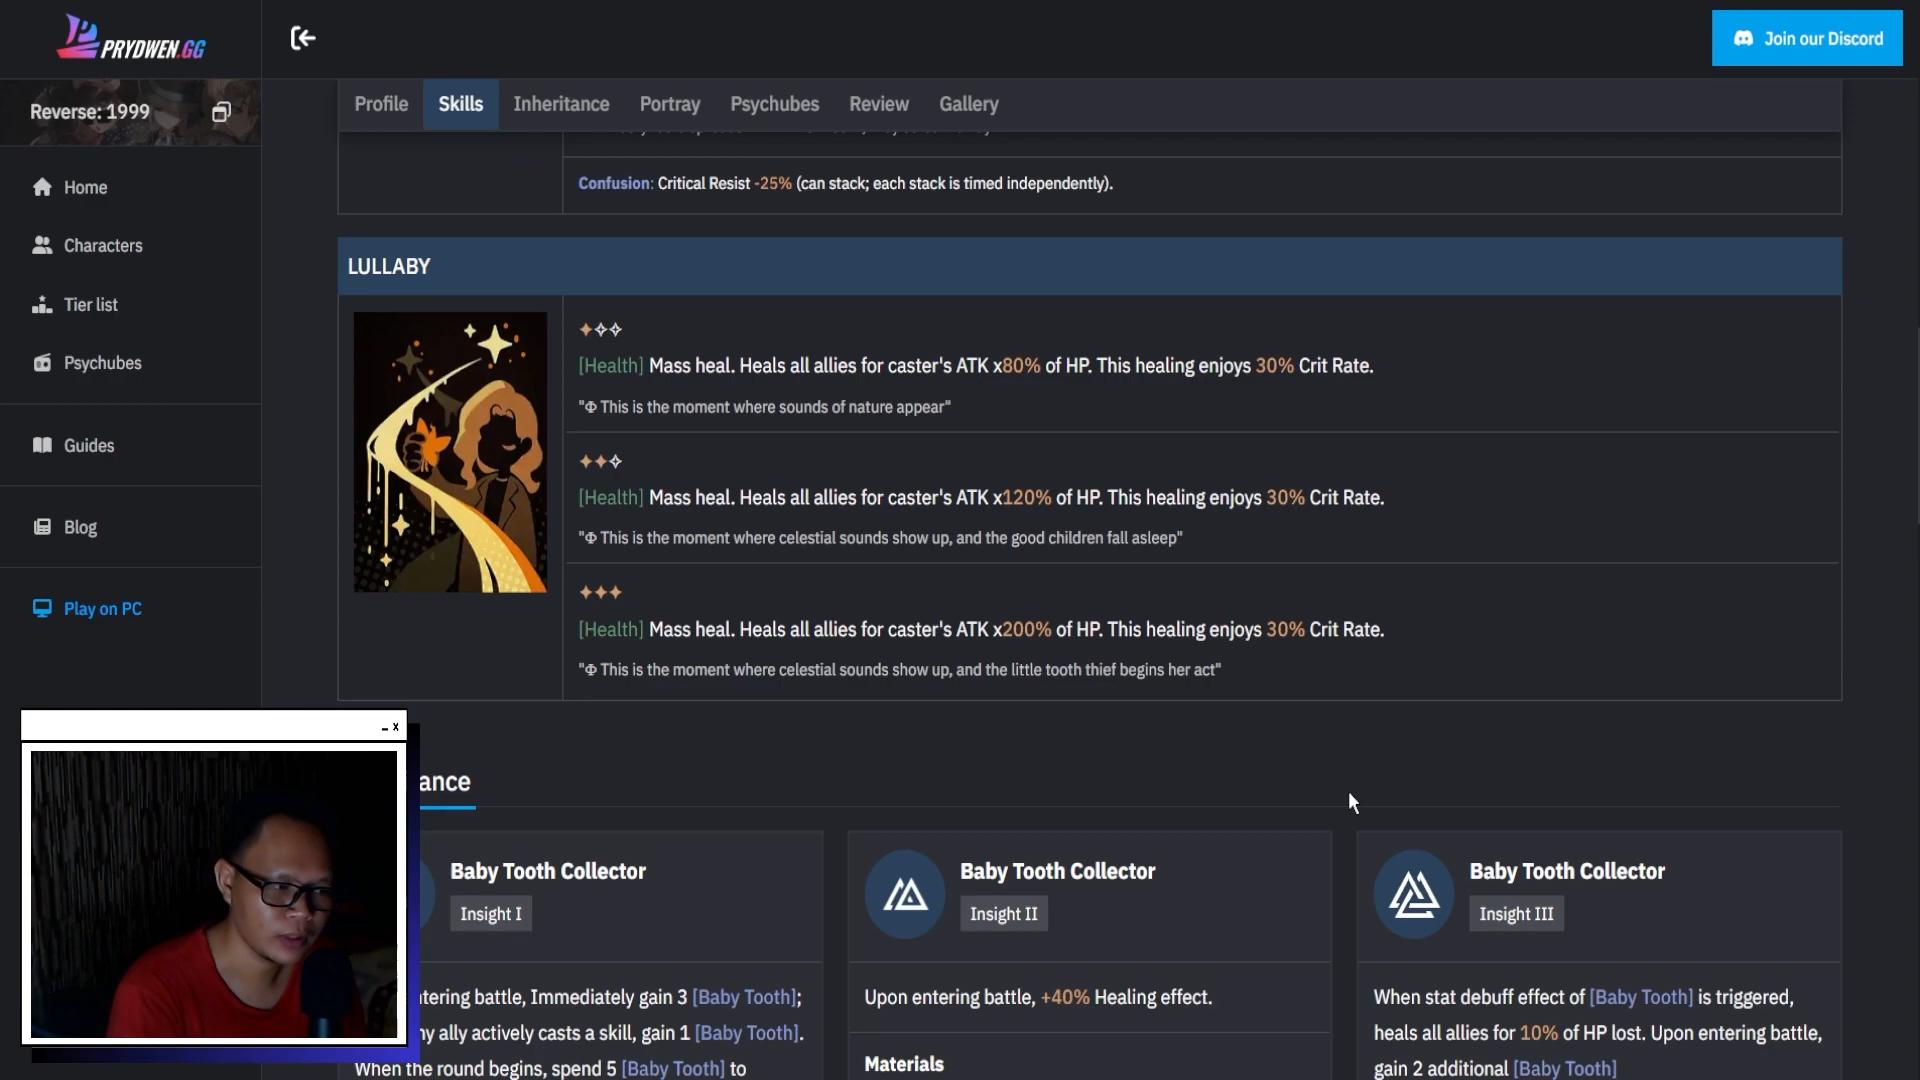 PRYDWEN.GG
Join our Discord
Reverse: 1999
Profile
Skills
Inheritance
Portray
Psychubes
Review
Gallery
Confusion: Critical Resist -25% (can stack; each stack is timed independently).
Home
Characters
Tier list
Psychubes
Guides
Blog
Play on PC
LULLABY
[Health] Mass heal. Heals all allies for caster's ATK x80% of HP. This healing enjoys 30% Crit Rate.
"Φ This is the moment where sounds of nature appear"
[Health] Mass heal. Heals all allies for caster's ATK x120% of HP. This healing enjoys 30% Crit Rate.
"Φ This is the moment where celestial sounds show up, and the good children fall asleep"
[Health] Mass heal. Heals all allies for caster's ATK x200% of HP. This healing enjoys 30% Crit Rate.
"Φ This is the moment where celestial sounds show up, and the little tooth thief begins her act"
ance
Baby Tooth Collector
Insight I
tering battle, Immediately gain 3 [Baby Tooth];
ny ally actively casts a skill, gain 1 [Baby Tooth].
When the round begins, spend 5 [Baby Tooth] to
Baby Tooth Collector
Insight II
Upon entering battle, +40% Healing effect.
Materials
Baby Tooth Collector
Insight III
When stat debuff effect of [Baby Tooth] is triggered,
heals all allies for 10% of HP lost. Upon entering battle,
gain 2 additional [Baby Tooth]